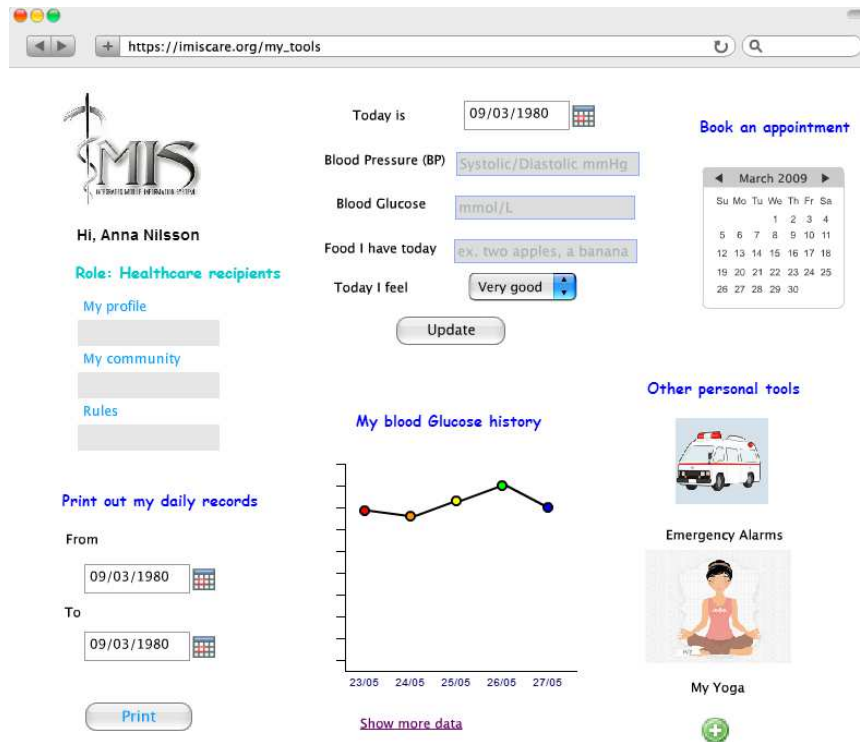 https://imiscare.org/my_tools
IMIS
INTEGRATED MOBILE INFORMATION SYSTEM
Hi, Anna Nilsson
Role: Healthcare recipients
My profile
My community
Rules
Print out my daily records
From
09/03/1980
To
09/03/1980
Print
Today is 09/03/1980
Blood Pressure (BP) Systolic/Diastolic mmHg
Blood Glucose mmol/L
Food I have today ex. two apples, a banana
Today I feel Very good
Update
My blood Glucose history
23/05 24/05 25/05 26/05 27/05
Show more data
Book an appointment
March 2009
Su Mo Tu We Th Fr Sa
1 2 3 4
5 6 7 8 9 10 11
12 13 14 15 16 17 18
19 20 21 22 23 24 25
26 27 28 29 30
Other personal tools
Emergency Alarms
My Yoga